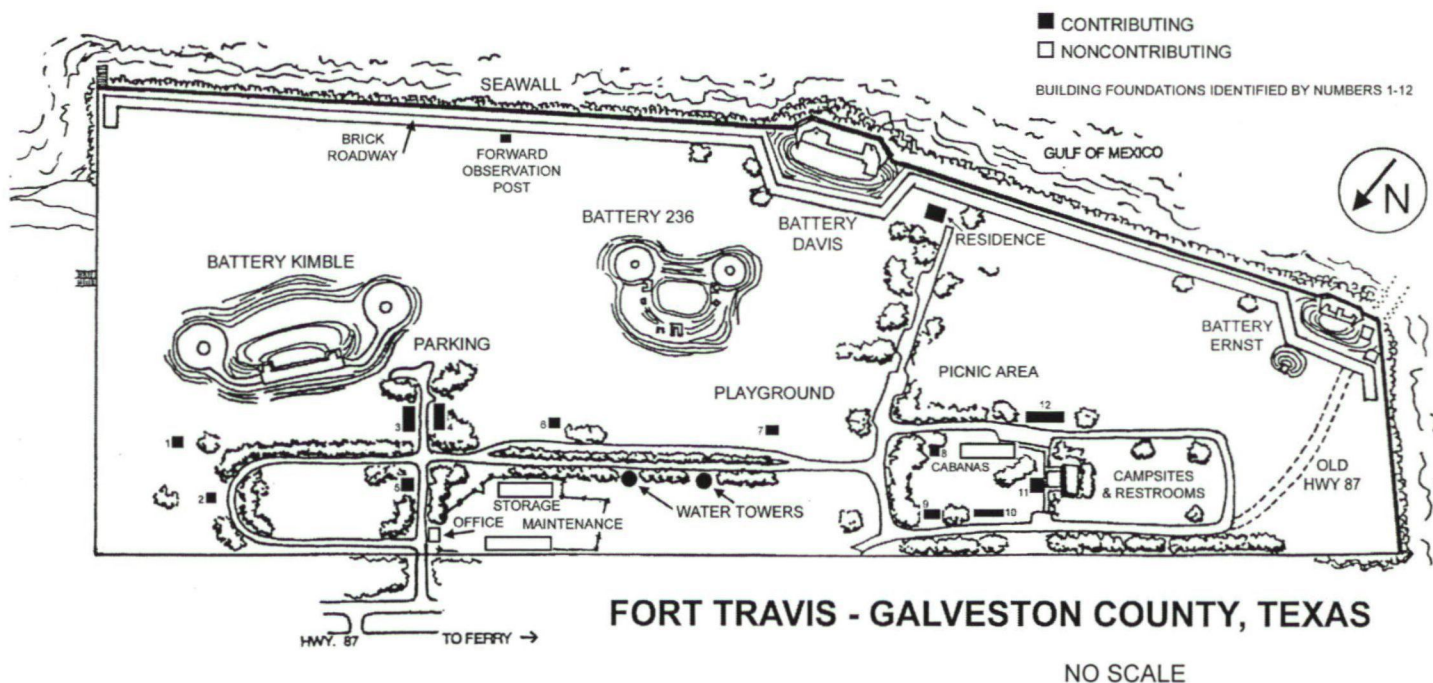 CONTRIBUTING
NONCONTRIBUTING
BUILDING FOUNDATIONS IDENTIFIED BY NUMBERS 1-12
SEAWALL
BRICK
ROADWAY
FORWARD
OBSERVATION
POST
GULF OF MEXICO
N
BATTERY 236
BATTERY
DAVIS
RESIDENCE
BATTERY KIMBLE
BATTERY
ERNST
PARKING
PICNIC AREA
PLAYGROUND
1
2
3
4
5
6
7
8
9
10
11
12
CABANAS
CAMPSITES
& RESTROOMS
OLD
HWY 87
STORAGE
OFFICE
MAINTENANCE
WATER TOWERS
HWY. 87
TO FERRY →
FORT TRAVIS - GALVESTON COUNTY, TEXAS
NO SCALE